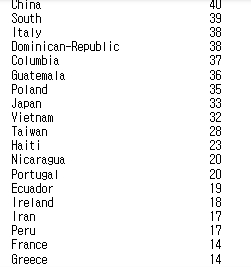 China 40
South 39
Italy 38
Dominican-Republic 38
Columbia 37
Guatemala 36
Poland 35
Japan 33
Vietnam 32
Taiwan 28
Haiti 23
Nicaragua 20
Portugal 20
Ecuador 19
Ireland 18
Iran 17
Peru 17
France 14
Greece 14